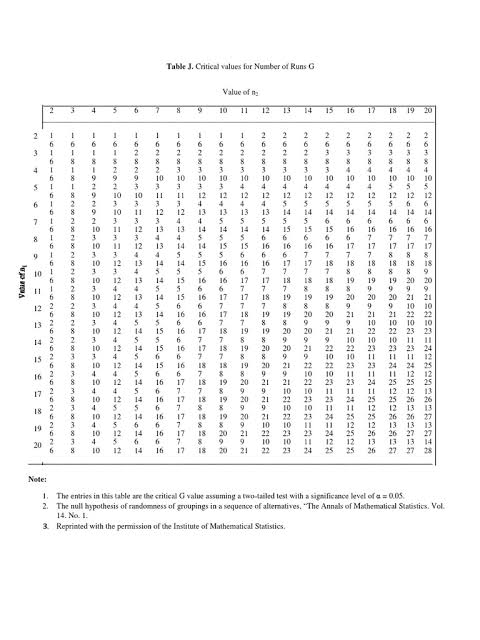 Table J. Critical values for Number of Runs G
Value of n2
2 3 4 5 6 7 8 9 10 11 12 13 14 15 16 17 18 19 20
Value of n1
2 1 1 1 1 1 1 1 1 1 1 2 2 2 2 2 2 2 2 2
6 6 6 6 6 6 6 6 6 6 6 6 6 6 6 6 6 6 6
3 1 1 1 1 2 2 2 2 2 2 2 2 2 3 3 3 3 3 3
6 8 8 8 8 8 8 8 8 8 8 8 8 8 8 8 8 8 8
4 1 1 1 2 2 2 3 3 3 3 3 3 3 3 4 4 4 4 4
6 8 9 9 9 10 10 10 10 10 10 10 10 10 10 10 10 10 10
5 1 1 2 2 3 3 3 3 3 4 4 4 4 4 4 4 5 5 5
6 8 9 10 10 11 11 12 12 12 12 12 12 12 12 12 12 12 12
6 1 2 2 3 3 3 3 4 4 4 4 5 5 5 5 5 5 6 6
6 8 9 10 11 12 12 13 13 13 13 14 14 14 14 14 14 14 14
7 1 2 2 3 3 3 4 4 5 5 5 5 5 6 6 6 6 6 6
6 8 10 11 12 13 13 14 14 14 14 15 15 15 16 16 16 16 16
8 1 2 3 3 3 4 4 5 5 5 6 6 6 6 6 7 7 7 7
6 8 10 11 12 13 14 14 15 15 16 16 16 16 17 17 17 17 17
9 1 2 3 3 4 4 5 5 5 6 6 6 7 7 7 7 8 8 8
6 8 10 12 13 14 14 15 16 16 16 17 17 18 18 18 18 18 18
10 1 2 3 3 4 5 5 5 6 6 7 7 7 7 8 8 8 8 9
6 8 10 12 13 14 15 16 16 17 17 18 18 18 19 19 19 20 20
11 1 2 3 4 4 5 5 6 6 7 7 7 8 8 8 9 9 9 9
6 8 10 12 13 14 15 16 17 17 18 19 19 19 20 20 20 21 21
12 2 2 3 4 4 5 6 6 7 7 7 8 8 8 9 9 9 10 10
6 8 10 12 13 14 16 16 17 18 19 19 20 20 21 21 21 22 22
13 2 2 3 4 5 5 6 6 7 7 8 8 9 9 9 10 10 10 10
6 8 10 12 14 15 16 17 18 19 19 20 20 21 21 22 22 23 23
14 2 2 3 4 5 5 6 7 7 8 8 9 9 9 10 10 10 11 11
6 8 10 12 14 15 16 17 18 19 20 20 21 22 22 23 23 23 24
15 2 3 3 4 5 6 6 7 7 8 8 9 9 10 10 11 11 11 12
6 8 10 12 14 15 16 18 18 19 20 21 22 22 23 23 24 24 25
16 2 3 4 4 5 6 6 7 8 8 9 9 10 10 11 11 11 12 12
6 8 10 12 14 16 17 18 19 20 21 21 22 23 23 24 25 25 25
17 2 3 4 4 5 6 7 7 8 9 9 10 10 11 11 11 12 12 13
6 8 10 12 14 16 17 18 19 20 21 22 23 23 24 25 25 26 26
18 2 3 4 5 5 6 7 8 8 9 9 10 10 11 11 12 12 13 13
6 8 10 12 14 16 17 18 19 20 21 22 23 24 25 25 26 26 27
19 2 3 4 5 6 6 7 8 8 9 10 10 11 11 12 12 13 13 13
6 8 10 12 14 16 17 18 20 21 22 23 23 24 25 26 26 27 27
20 2 3 4 5 6 6 7 8 9 9 10 10 11 12 12 13 13 13 14
6 8 10 12 14 16 17 18 20 21 22 23 24 25 25 26 27 27 28
Note:
1. The entries in this table are the critical G value assuming a two-tailed test with a significance level of α = 0.05.
2. The null hypothesis of randomness of groupings in a sequence of alternatives, “The Annals of Mathematical Statistics. Vol.
14. No. 1.
3. Reprinted with the permission of the Institute of Mathematical Statistics.